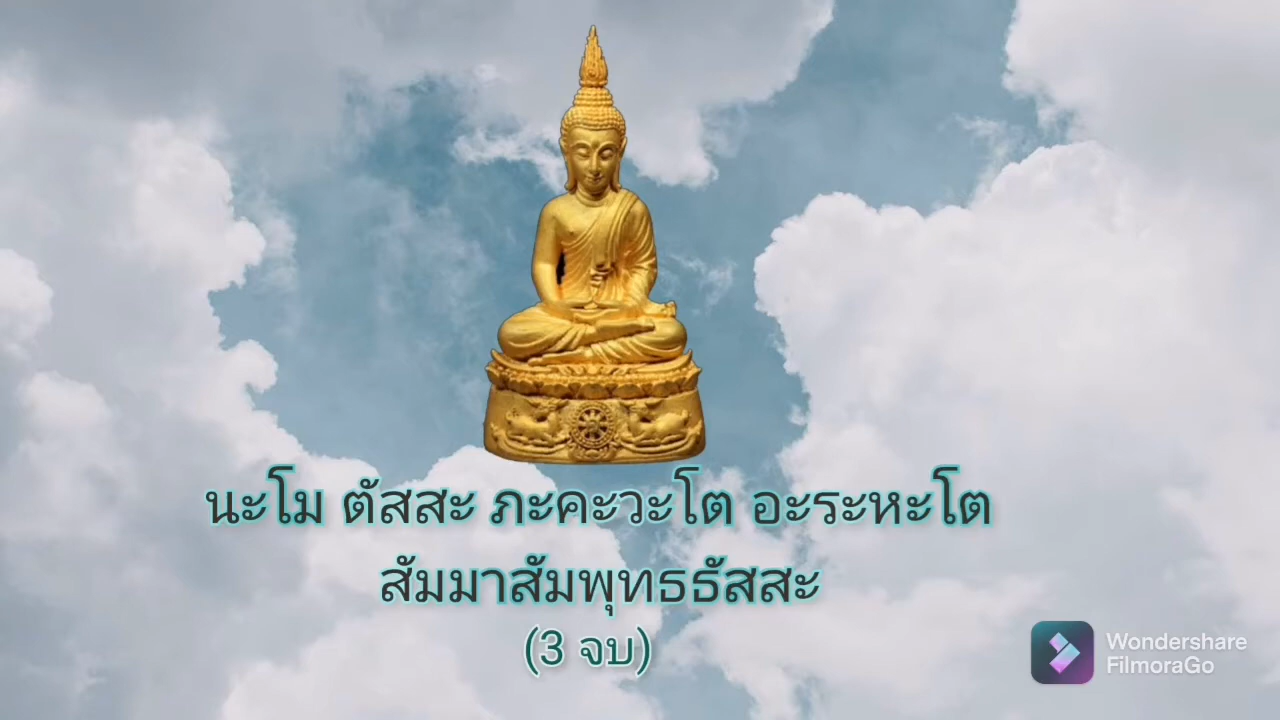 นะโม ตัสสะ ภะคะวะโต อะระหะโต
สัมมาสัมพุทธธัสสะ
(3 จบ)
Wondershare
FilmoraGo